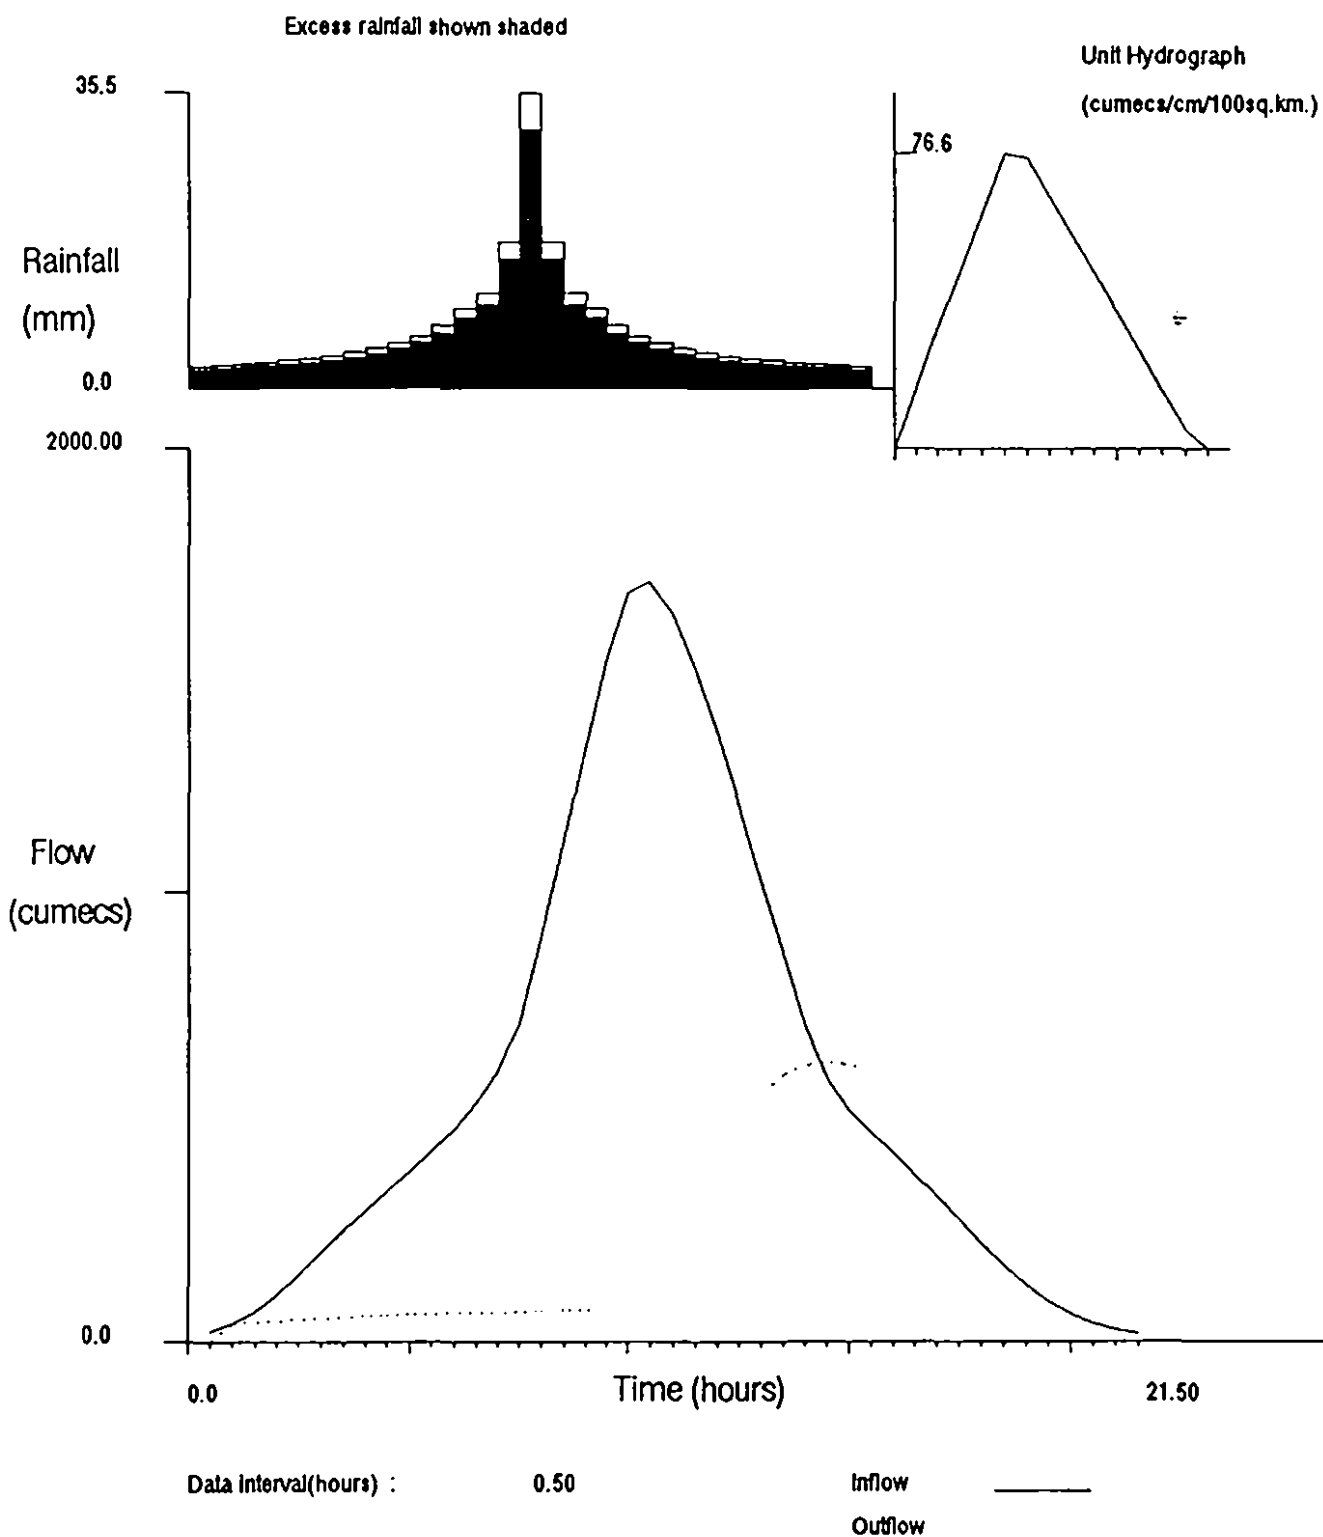 Excess rainfall shown shaded
Unit Hydrograph
(cumecs/cm/100sq.km.)
35.5
76.6
Rainfall
(mm)
0.0
2000.00
Flow
(cumecs)
0.0
0.0
Time (hours)
21.50
Data interval(hours) :
0.50
Inflow
Outflow